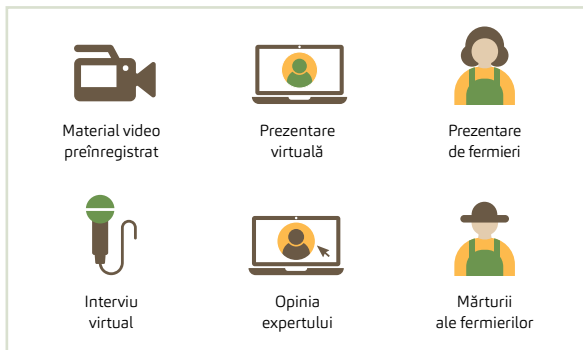 Material video
preînregistrat
Prezentare
virtuală
Prezentare
de fermieri
Interviu
virtual
Opinia
expertului
Mărturii
ale fermierilor